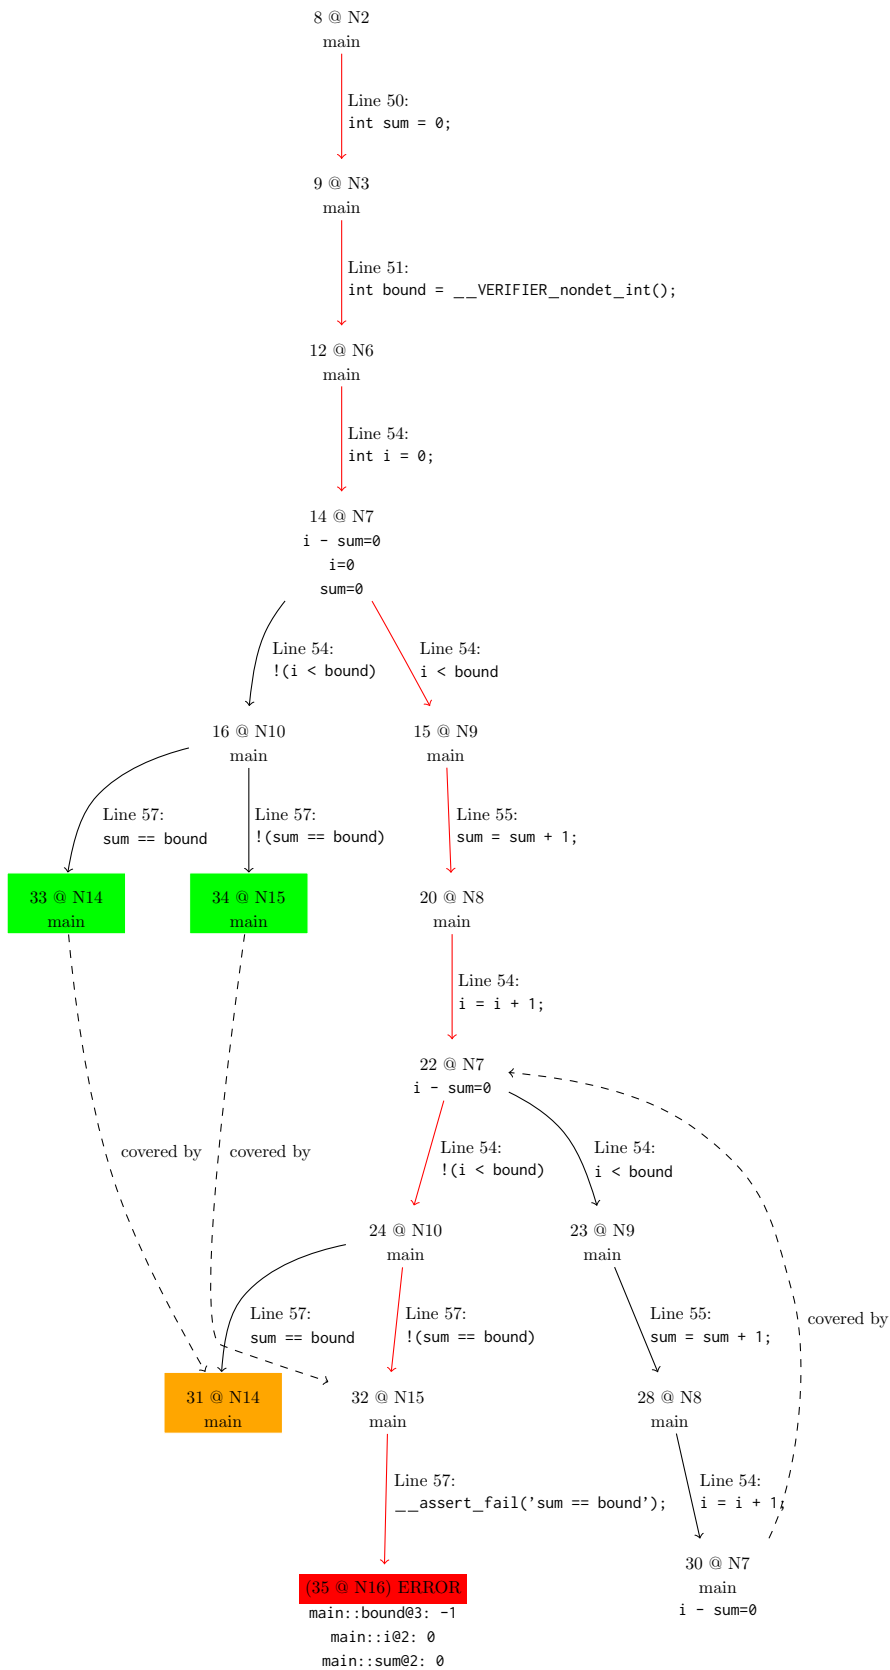 8 @ N2
main
Line 50:
int sum = 0;
9 @ N3
main
Line 51:
int bound = __VERIFIER_nondet_int();
12 @ N6
main
Line 54:
int i = 0;
14 @ N7
i - sum=0
i=0
sum=0
Line 54:
!(i < bound)
Line 54:
i < bound
16 @ N10
main
15 @ N9
main
Line 57:
sum == bound
Line 57:
!(sum == bound)
Line 55:
sum = sum + 1;
33 @ N14
main
34 @ N15
main
20 @ N8
main
Line 54:
i = i + 1;
22 @ N7
i - sum=0
covered by
covered by
Line 54:
!(i < bound)
Line 54:
i < bound
24 @ N10
main
23 @ N9
main
Line 57:
sum == bound
Line 57:
!(sum == bound)
Line 55:
sum = sum + 1;
covered by
31 @ N14
main
32 @ N15
main
28 @ N8
main
Line 57:
__assert_fail('sum == bound');
Line 54:
i = i + 1;
(35 @ N16) ERROR
main::bound@3: -1
main::i@2: 0
main::sum@2: 0
30 @ N7
main
i - sum=0